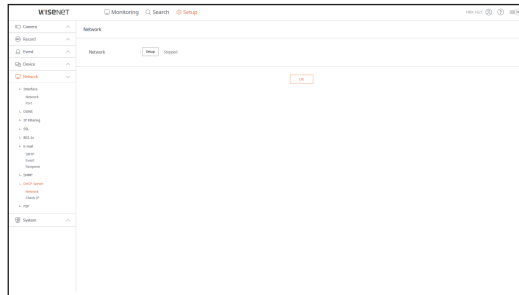 WISENET
Monitoring Search Setup
Camera
Record
Event
Device
Network
Interface
Network
Port
DDNS
IP Filtering
SSL
802.1x
E-mail
SMTP
Event
Recipient
SNMP
DHCP Server
Network
Check IP
P2P
System
Network
Network : Setup Stopped
OK